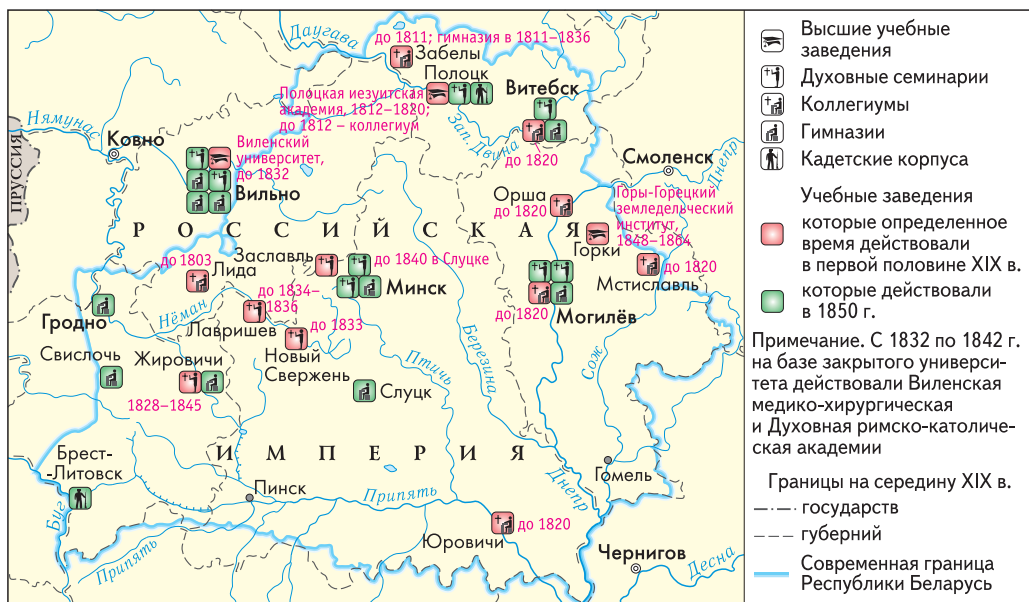 Даугава
до 1811; гимназия в 1811–1836
Забелы
Полоцк
Полоцкая иезуитская
академия, 1812–1820;
до 1812 – коллегиум
Витебск
Зап. Двина
до 1820
Нямунас
Ковно
ПРУССИЯ
Виленский
университет,
до 1832
Вильно
Смоленск
Днепр
Орша
до 1820
Горы-Горецкий
земледельческий
институт,
1848–1864
Горки
до 1820
Мстиславль
РОССИЙСКАЯ
до 1803
Лида
Заславль
до 1840 в Слуцке
Минск
до 1820
Могилёв
Гродно
Нёман
до 1834–
1836
Лавришев
до 1833
Новый
Свержень
Птичь
Березина
Сож
Свислочь
Жировичи
1828–1845
Слуцк
ИМПЕРИЯ
Брест-
-Литовск
Буг
Пинск
Припять
Днепр
Гомель
до 1820
Юровичи
Припять
Чернигов
Десна
Высшие учебные
заведения
Духовные семинарии
Коллегиумы
Гимназии
Кадетские корпуса
Учебные заведения
которые определенное
время действовали
в первой половине XIX в.
которые действовали
в 1850 г.
Примечание. С 1832 по 1842 г.
на базе закрытого универси-
тета действовали Виленская
медико-хирургическая
и Духовная римско-католиче-
ская академии
Границы на середину XIX в.
государств
губерний
Современная граница
Республики Беларусь